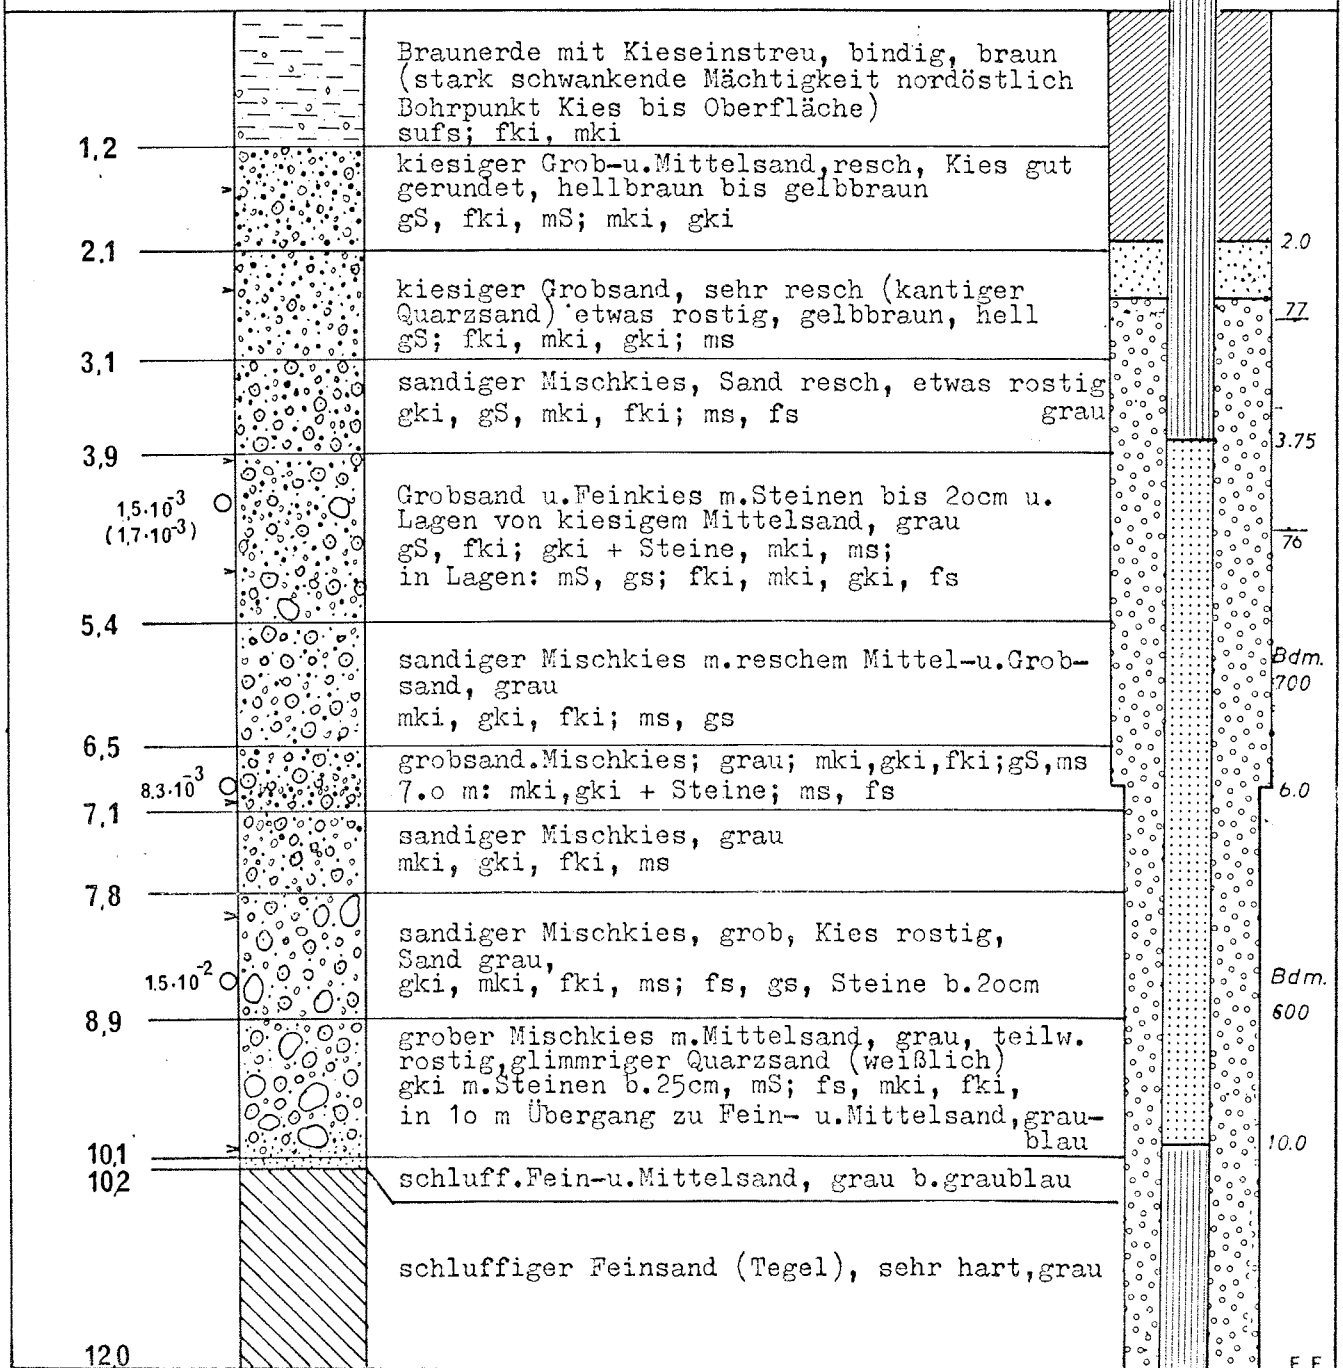 Braunerde mit Kieseinstreu, bindig, braun
(stark schwankende Mächtigkeit nordöstlich
Bohrpunkt Kies bis Oberfläche)
sufs; fki, mki
1,2
kiesiger Grob-u.Mittelsand,resch, Kies gut
gerundet, hellbraun bis gelbbraun
gS, fki, mS; mki, gki
2,1
2.0
kiesiger Grobsand, sehr resch (kantiger
Quarzsand) etwas rostig, gelbbraun, hell
gS; fki, mki, gki; ms
77
3,1
sandiger Mischkies, Sand resch, etwas rostig
gki, gS, mki, fki; ms, fs grau
3.75
3,9
1,5·10⁻³
(1,7·10⁻³)
Grobsand u.Feinkies m.Steinen bis 2ocm u.
Lagen von kiesigem Mittelsand, grau
gS, fki; gki + Steine, mki, ms;
in Lagen: mS, gs; fki, mki, gki, fs
76
5,4
sandiger Mischkies m.reschem Mittel-u.Grob-
sand, grau
mki, gki, fki; ms, gs
Bdm.
700
6,5
grobsand.Mischkies; grau; mki,gki,fki;gS,ms
7.o m: mki,gki + Steine; ms, fs
8,3·10⁻³
6.0
7,1
sandiger Mischkies, grau
mki, gki, fki, ms
7,8
sandiger Mischkies, grob, Kies rostig,
Sand grau,
gki, mki, fki, ms; fs, gs, Steine b.2ocm
1.5·10⁻²
Bdm.
600
8,9
grober Mischkies m.Mittelsand, grau, teilw.
rostig,glimmriger Quarzsand (weißlich)
gki m.Steinen b.25cm, mS; fs, mki, fki,
in 1o m Übergang zu Fein- u.Mittelsand,grau-
blau
10,1
10.0
10,2
schluff.Fein-u.Mittelsand, grau b.graublau
schluffiger Feinsand (Tegel), sehr hart,grau
12,0